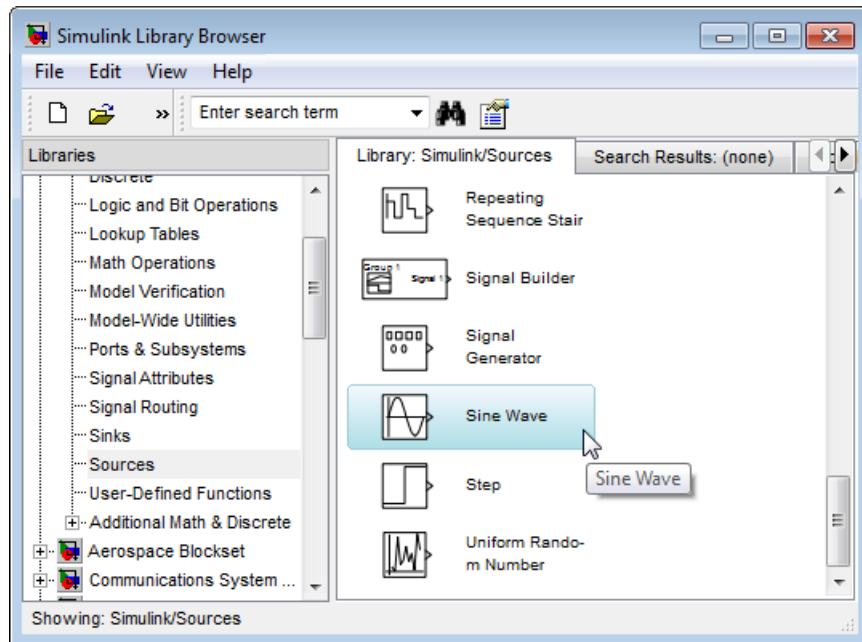 Simulink Library Browser
File Edit View Help
» Enter search term
Libraries
Discrete
Logic and Bit Operations
Lookup Tables
Math Operations
Model Verification
Model-Wide Utilities
Ports & Subsystems
Signal Attributes
Signal Routing
Sinks
Sources
User-Defined Functions
Additional Math & Discrete
Aerospace Blockset
Communications System ...
Library: Simulink/Sources
Search Results: (none)
Repeating
Sequence Stair
Group 1
Signal 1
Signal Builder
Signal
Generator
Sine Wave
Sine Wave
Step
Uniform Rando-
m Number
Showing: Simulink/Sources